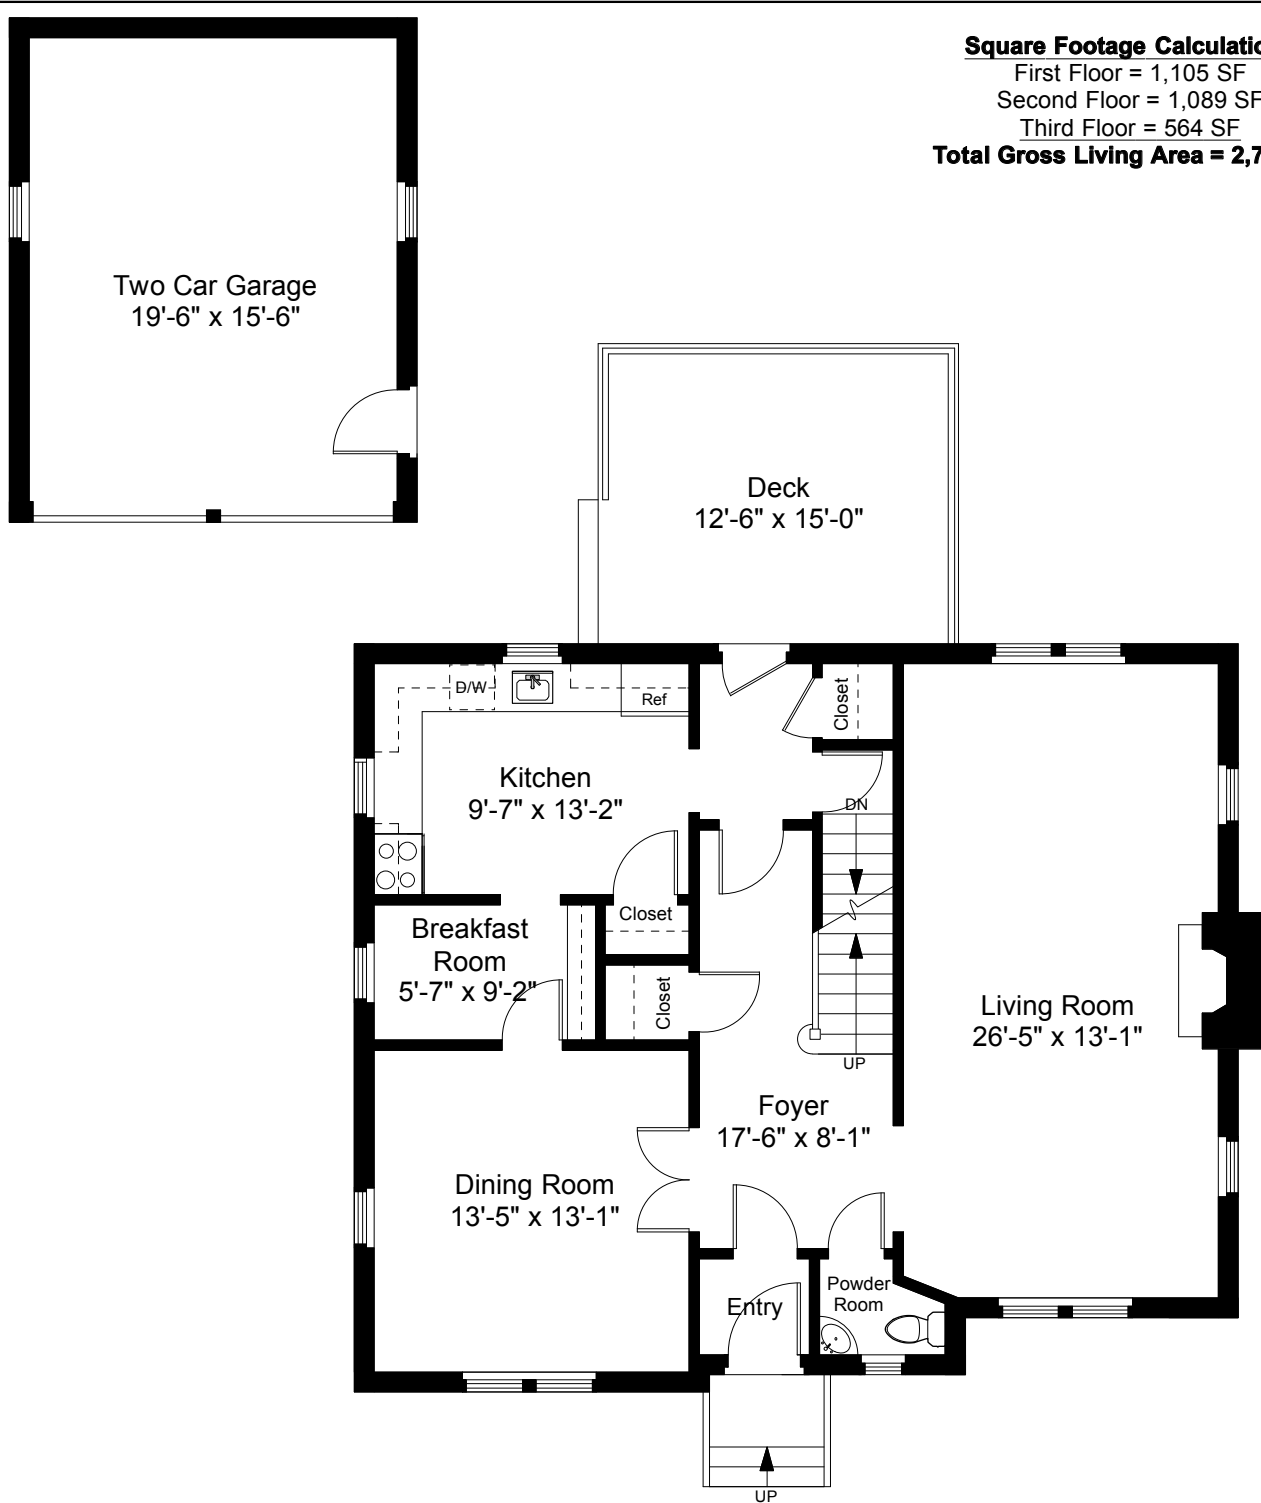 Square Footage Calculatio
First Floor = 1,105 SF
Second Floor = 1,089 SF
Third Floor = 564 SF
Total Gross Living Area = 2,7
Two Car Garage
19'-6" x 15'-6"
Deck
12'-6" x 15'-0"
D/W
Ref
Closet
Kitchen
9'-7" x 13'-2"
DN
Closet
Breakfast
Room
5'-7" x 9'-2"
Closet
Living Room
26'-5" x 13'-1"
UP
Foyer
17'-6" x 8'-1"
Dining Room
13'-5" x 13'-1"
Powder
Room
Entry
UP